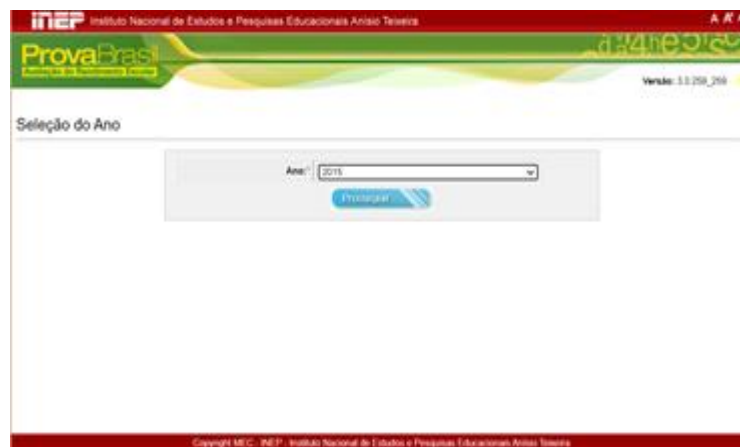 inep Instituto Nacional de Estudos e Pesquisas Educacionais Anísio Teixeira
A A
ProvaBrasil
Avaliação do Rendimento Escolar
Versão:
Seleção do Ano
Ano:* 2015
Prosseguir
Copyright MEC - INEP - Instituto Nacional de Estudos e Pesquisas Educacionais Anísio Teixeira